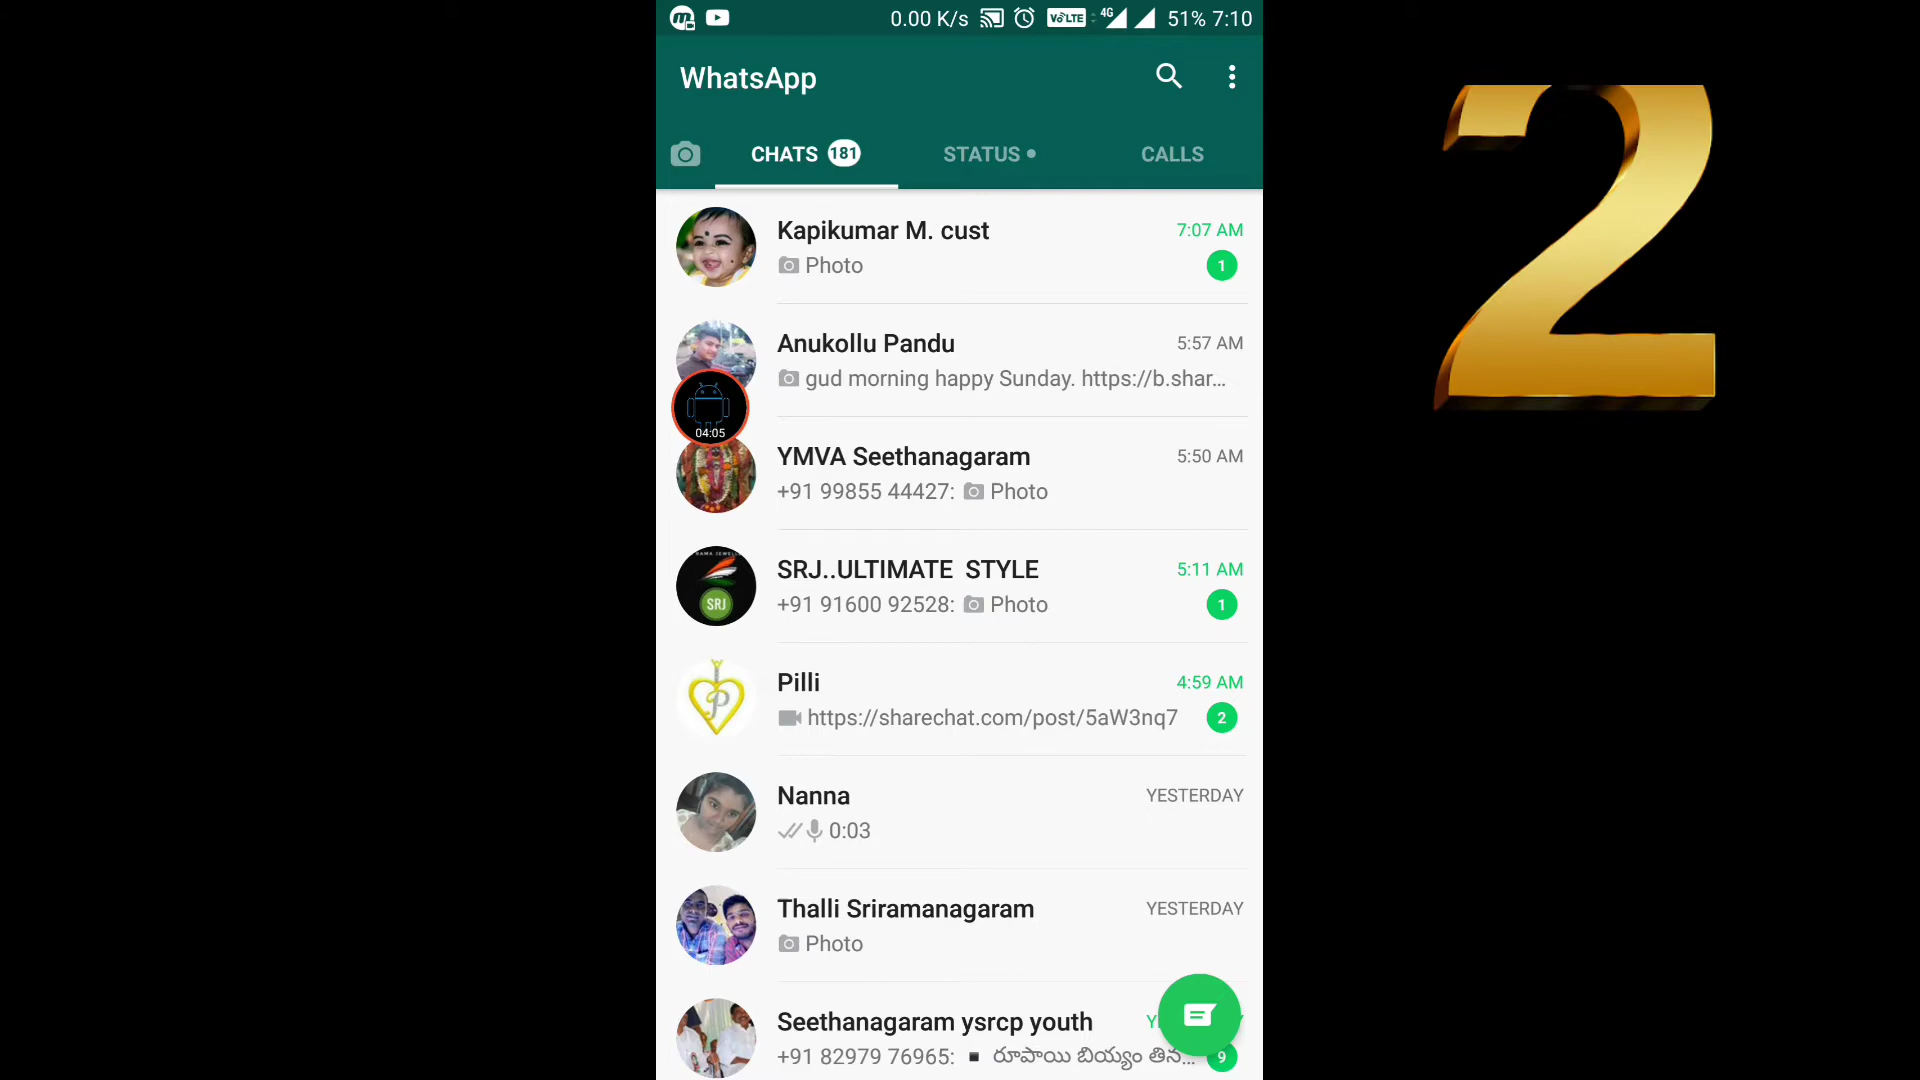 0.00 K/s VoLTE 4G 51% 7:10
WhatsApp
CHATS 181 STATUS CALLS
Kapikumar M. cust 7:07 AM
Photo 1
Anukollu Pandu 5:57 AM
gud morning happy Sunday. https://b.shar...
04:05
YMVA Seethanagaram 5:50 AM
+91 99855 44427: Photo
SRJ..ULTIMATE STYLE 5:11 AM
+91 91600 92528: Photo 1
SRJ
Pilli 4:59 AM
https://sharechat.com/post/5aW3nq7 2
Nanna YESTERDAY
0:03
Thalli Sriramanagaram YESTERDAY
Photo
Seethanagaram ysrcp youth
+91 82979 76965: ▪ రూపాయి బియ్యం తిన... 9
2